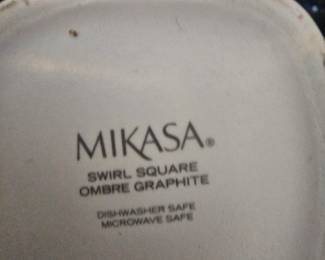 MIKASA®
SWIRL SQUARE
OMBRE GRAPHITE
DISHWASHER SAFE
MICROWAVE SAFE